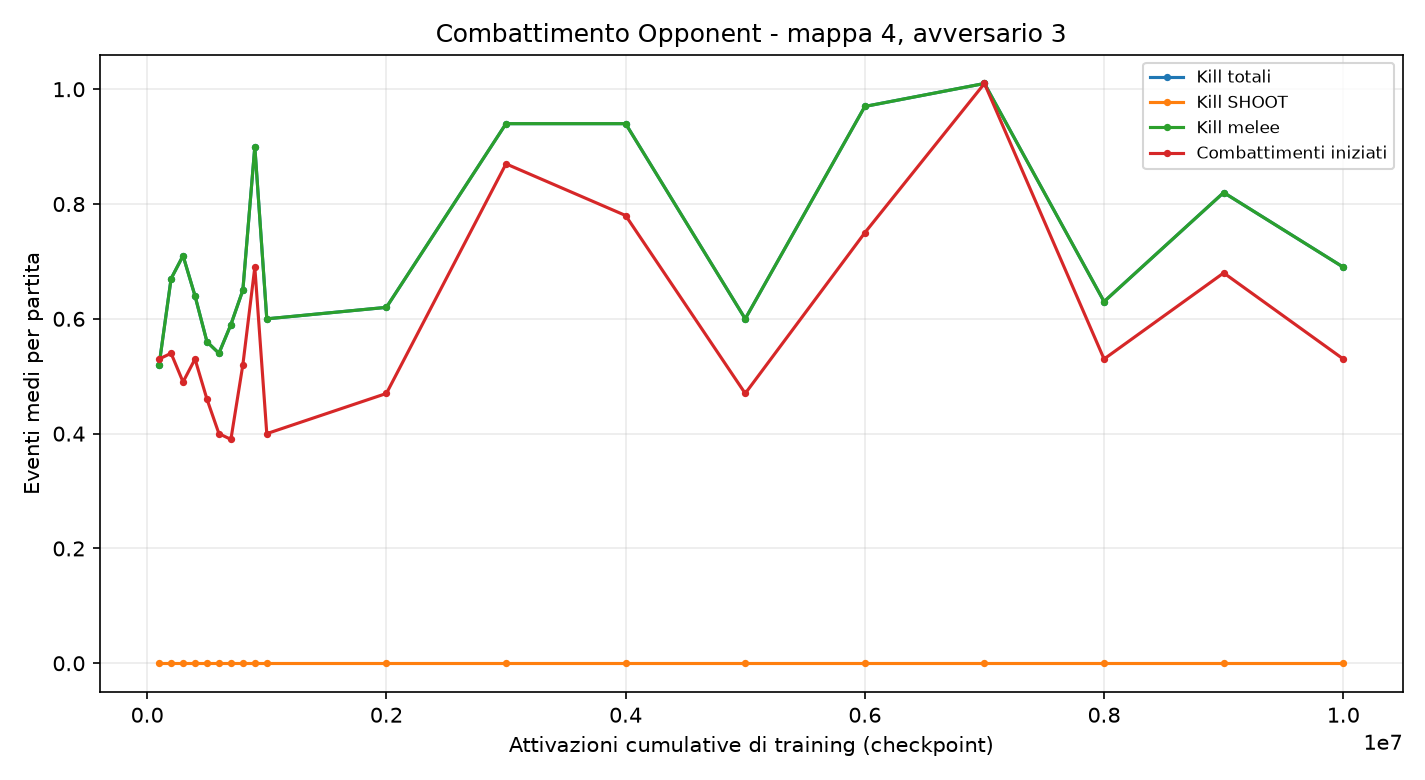 Combattimento Opponent - mappa 4, avversario 3
Kill totali
Kill SHOOT
Kill melee
Combattimenti iniziati
Eventi medi per partita
1.0
0.8
0.6
0.4
0.2
0.0
0.0 0.2 0.4 0.6 0.8 1.0
1e7
Attivazioni cumulative di training (checkpoint)